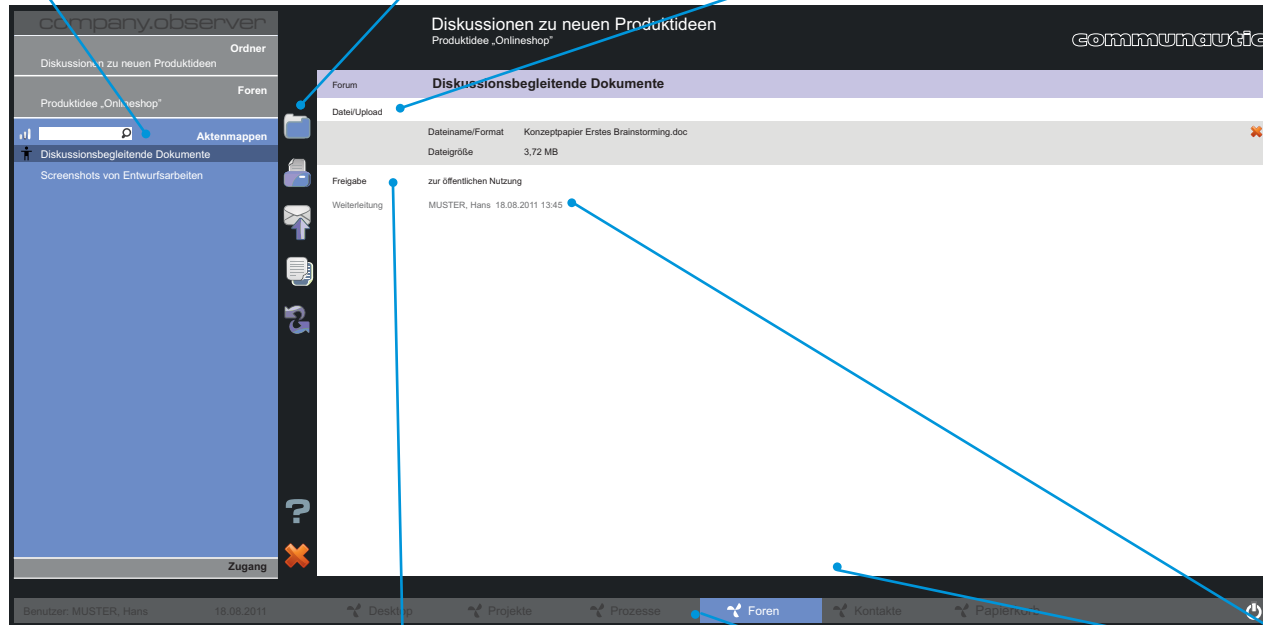 company.observer
Ordner
Diskussionen zu neuen Produktideen
Foren
Produktidee „Onlineshop”
Aktenmappen
Diskussionsbegleitende Dokumente
Screenshots von Entwurfsarbeiten
Zugang
Diskussionen zu neuen Produktideen
Produktidee „Onlineshop”
communautic
Forum Diskussionsbegleitende Dokumente
Datei/Upload
Dateiname/Format Konzeptpapier Erstes Brainstorming.doc
Dateigröße 3,72 MB
Freigabe zur öffentlichen Nutzung
Weiterleitung MUSTER, Hans 18.08.2011 13:45
?
Benutzer: MUSTER, Hans 18.08.2011 Desktop Projekte Prozesse Foren Kontakte Papierkorb